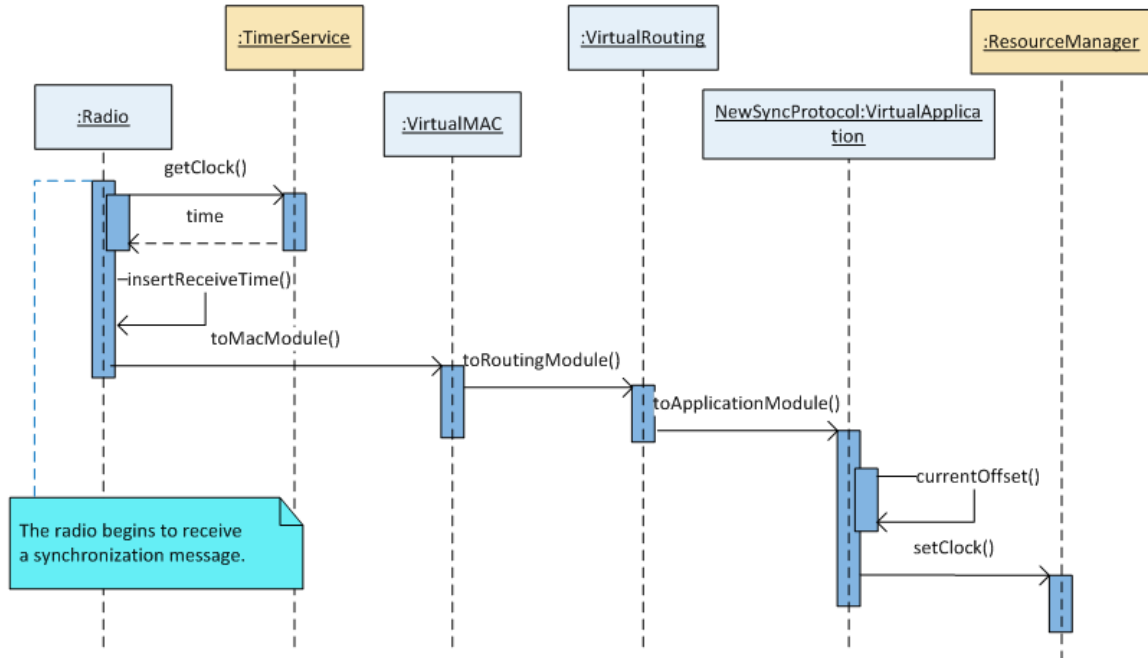 :TimerService
:VirtualRouting
:ResourceManager
:Radio
:VirtualMAC
NewSyncProtocol:VirtualApplica
tion
getClock()
time
insertReceiveTime()
toMacModule()
toRoutingModule()
toApplicationModule()
currentOffset()
setClock()
The radio begins to receive
a synchronization message.